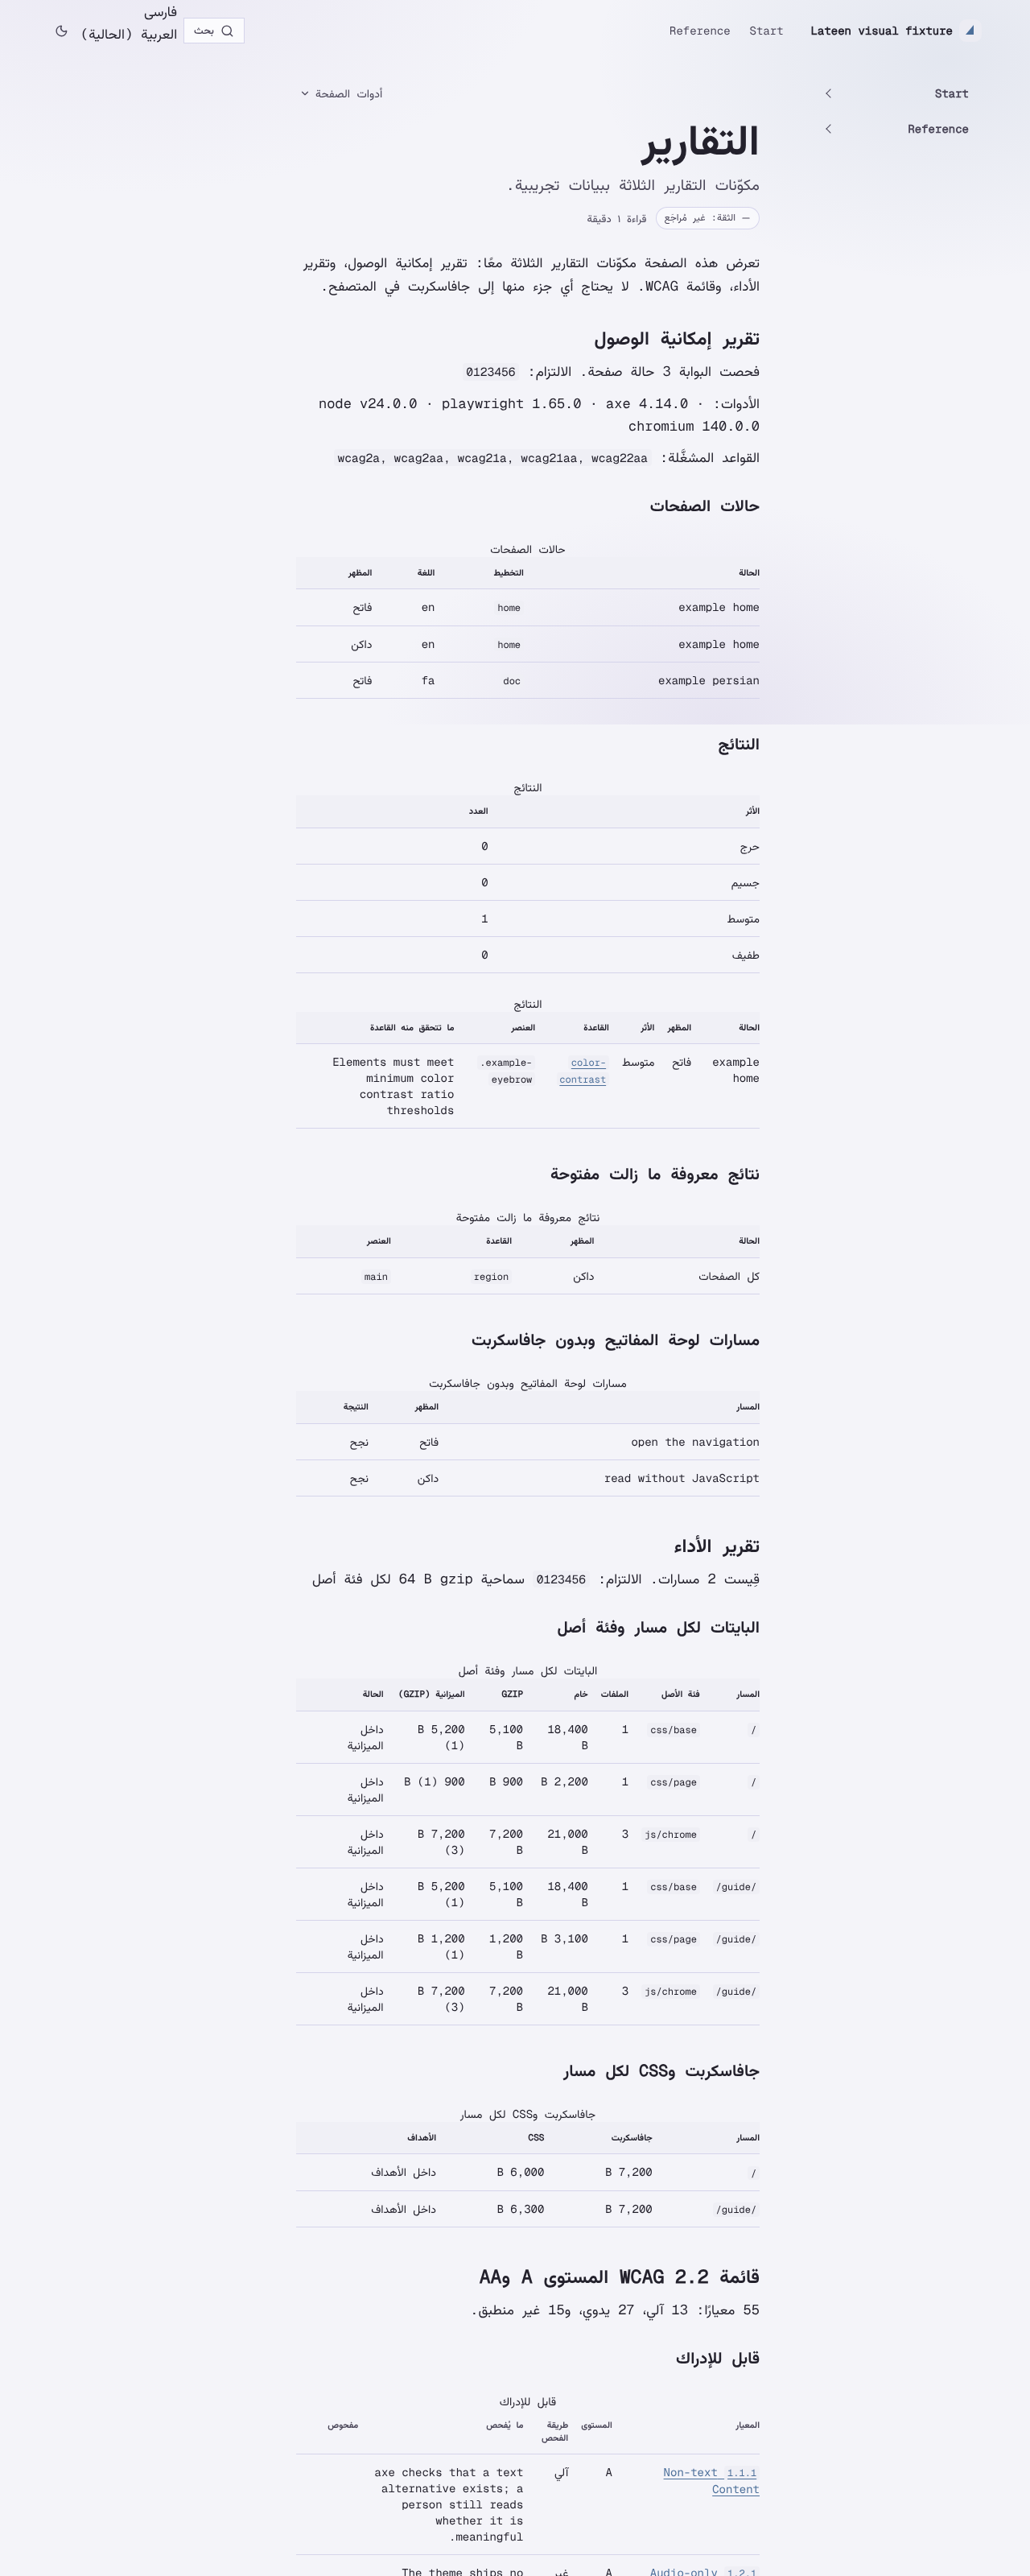 Lateen visual fixture
Start
Reference
بحث
فارسی
العربية (الحالية)
Start
Reference
أدوات الصفحة
التقارير
مكوّنات التقارير الثلاثة ببيانات تجريبية.
— الثقة: غير مُراجَع
قراءة ١ دقيقة
تعرض هذه الصفحة مكوّنات التقارير الثلاثة معًا: تقرير إمكانية الوصول، وتقرير
الأداء، وقائمة WCAG. لا يحتاج أي جزء منها إلى جافاسكربت في المتصفح.
تقرير إمكانية الوصول
فحصت البوابة 3 حالة صفحة. الالتزام: 0123456
الأدوات: node v24.0.0 · playwright 1.65.0 · axe 4.14.0 ·
chromium 140.0.0
القواعد المشغَّلة: wcag2a, wcag2aa, wcag21a, wcag21aa, wcag22aa
حالات الصفحات
حالات الصفحات
الحالة التخطيط اللغة المظهر
example home home en فاتح
example home home en داكن
example persian doc fa فاتح
النتائج
النتائج
الأثر العدد
حرج 0
جسيم 0
متوسط 1
طفيف 0
النتائج
الحالة المظهر الأثر القاعدة العنصر ما تتحقق منه القاعدة
example home فاتح متوسط color-contrast .example-eyebrow Elements must meet
minimum color
contrast ratio
thresholds
نتائج معروفة ما زالت مفتوحة
نتائج معروفة ما زالت مفتوحة
الحالة المظهر القاعدة العنصر
كل الصفحات داكن region main
مسارات لوحة المفاتيح وبدون جافاسكربت
مسارات لوحة المفاتيح وبدون جافاسكربت
المسار المظهر النتيجة
open the navigation فاتح نجح
read without JavaScript داكن نجح
تقرير الأداء
قِيست 2 مسارات. الالتزام: 0123456 سماحية 64 B gzip لكل فئة أصل
البايتات لكل مسار وفئة أصل
البايتات لكل مسار وفئة أصل
المسار فئة الأصل الملفات خام GZIP الميزانية (GZIP) الحالة
/ css/base 1 18,400 B 5,100 B 5,200 B (1) داخل الميزانية
/ css/page 1 2,200 B 900 B 900 B (1) داخل الميزانية
/ js/chrome 3 21,000 B 7,200 B 7,200 B (3) داخل الميزانية
/guide/ css/base 1 18,400 B 5,100 B 5,200 B (1) داخل الميزانية
/guide/ css/page 1 3,100 B 1,200 B 1,200 B (1) داخل الميزانية
/guide/ js/chrome 3 21,000 B 7,200 B 7,200 B (3) داخل الميزانية
جافاسكربت وCSS لكل مسار
جافاسكربت وCSS لكل مسار
المسار جافاسكربت CSS الأهداف
/ 7,200 B 6,000 B داخل الأهداف
/guide/ 7,200 B 6,300 B داخل الأهداف
قائمة WCAG 2.2 المستوى A وAA
55 معيارًا: 13 آلي، 27 يدوي، و15 غير منطبق.
قابل للإدراك
قابل للإدراك
المعيار المستوى طريقة الفحص ما يُفحص مفحوص
1.1.1 Non-text Content A آلي axe checks that a text
alternative exists; a
person still reads
whether it is
meaningful.
1.2.1 Audio-only A غير The theme ships no